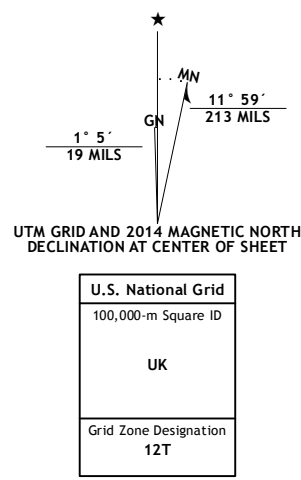 MN
GN
11° 59´
213 MILS
1° 5´
19 MILS
UTM GRID AND 2014 MAGNETIC NORTH
DECLINATION AT CENTER OF SHEET
U.S. National Grid
100,000-m Square ID
UK
Grid Zone Designation
12T